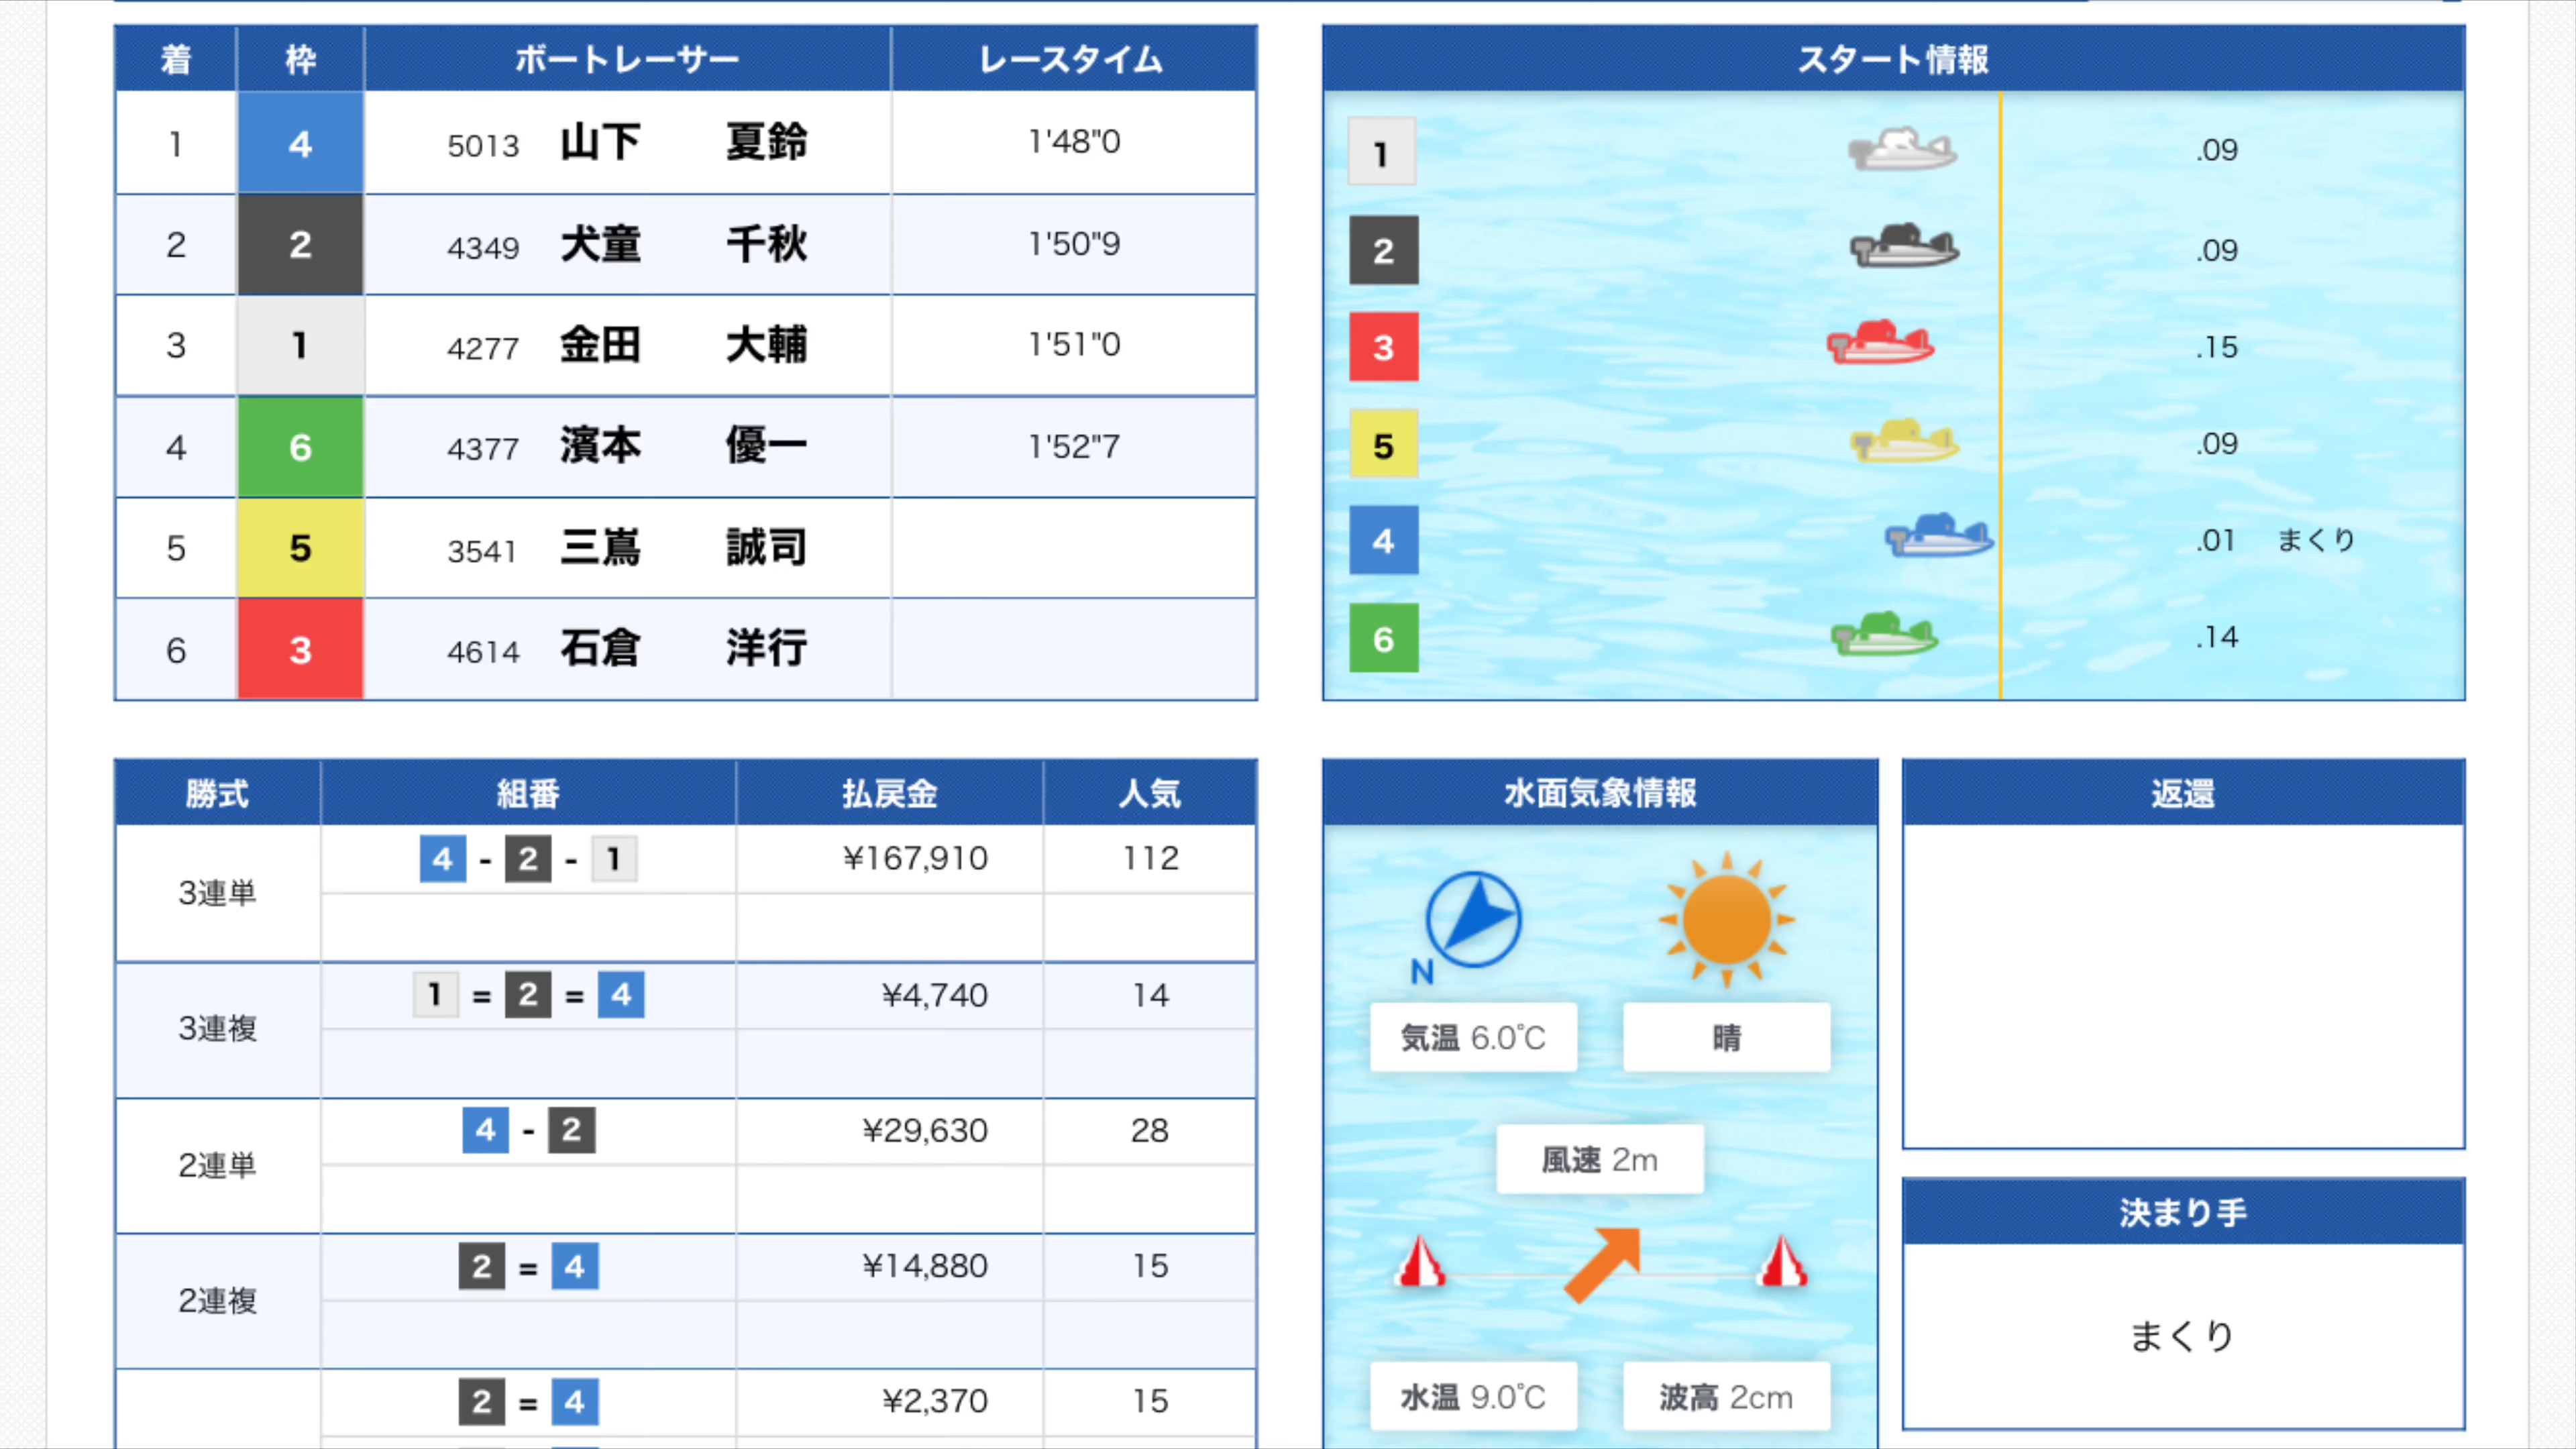 着 枠 ボートレーサー レースタイム
1 4 5013 山下 夏鈴 1'48"0
2 2 4349 犬童 千秋 1'50"9
3 1 4277 金田 大輔 1'51"0
4 6 4377 濱本 優一 1'52"7
5 5 3541 三嶌 誠司
6 3 4614 石倉 洋行
スタート情報
1 .09
2 .09
3 .15
5 .09
4 .01 まくり
6 .14
勝式 組番 払戻金 人気
3連単 4 - 2 - 1 ¥167,910 112
3連複 1 = 2 = 4 ¥4,740 14
2連単 4 - 2 ¥29,630 28
2連複 2 = 4 ¥14,880 15
2 = 4 ¥2,370 15
水面気象情報
N
気温 6.0℃ 晴
風速 2m
水温 9.0℃ 波高 2cm
返還
決まり手
まくり